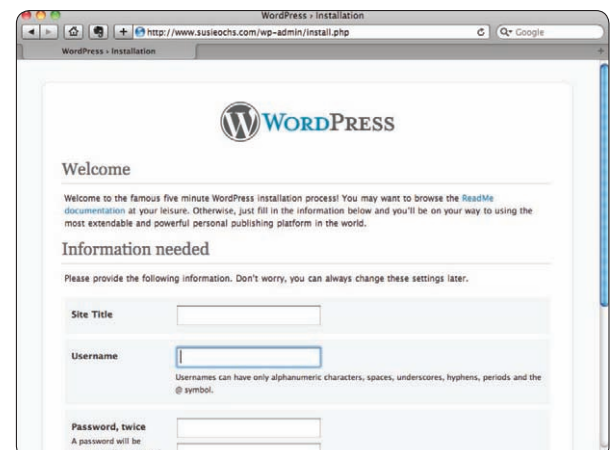 WordPress › Installation
http://www.susieochs.com/wp-admin/install.php
Google
WordPress › Installation
WORDPRESS
Welcome
Welcome to the famous five minute WordPress installation process! You may want to browse the ReadMe
documentation at your leisure. Otherwise, just fill in the information below and you'll be on your way to using the
most extendable and powerful personal publishing platform in the world.
Information needed
Please provide the following information. Don't worry, you can always change these settings later.
Site Title
Username
Usernames can have only alphanumeric characters, spaces, underscores, hyphens, periods and the
@ symbol.
Password, twice
A password will be